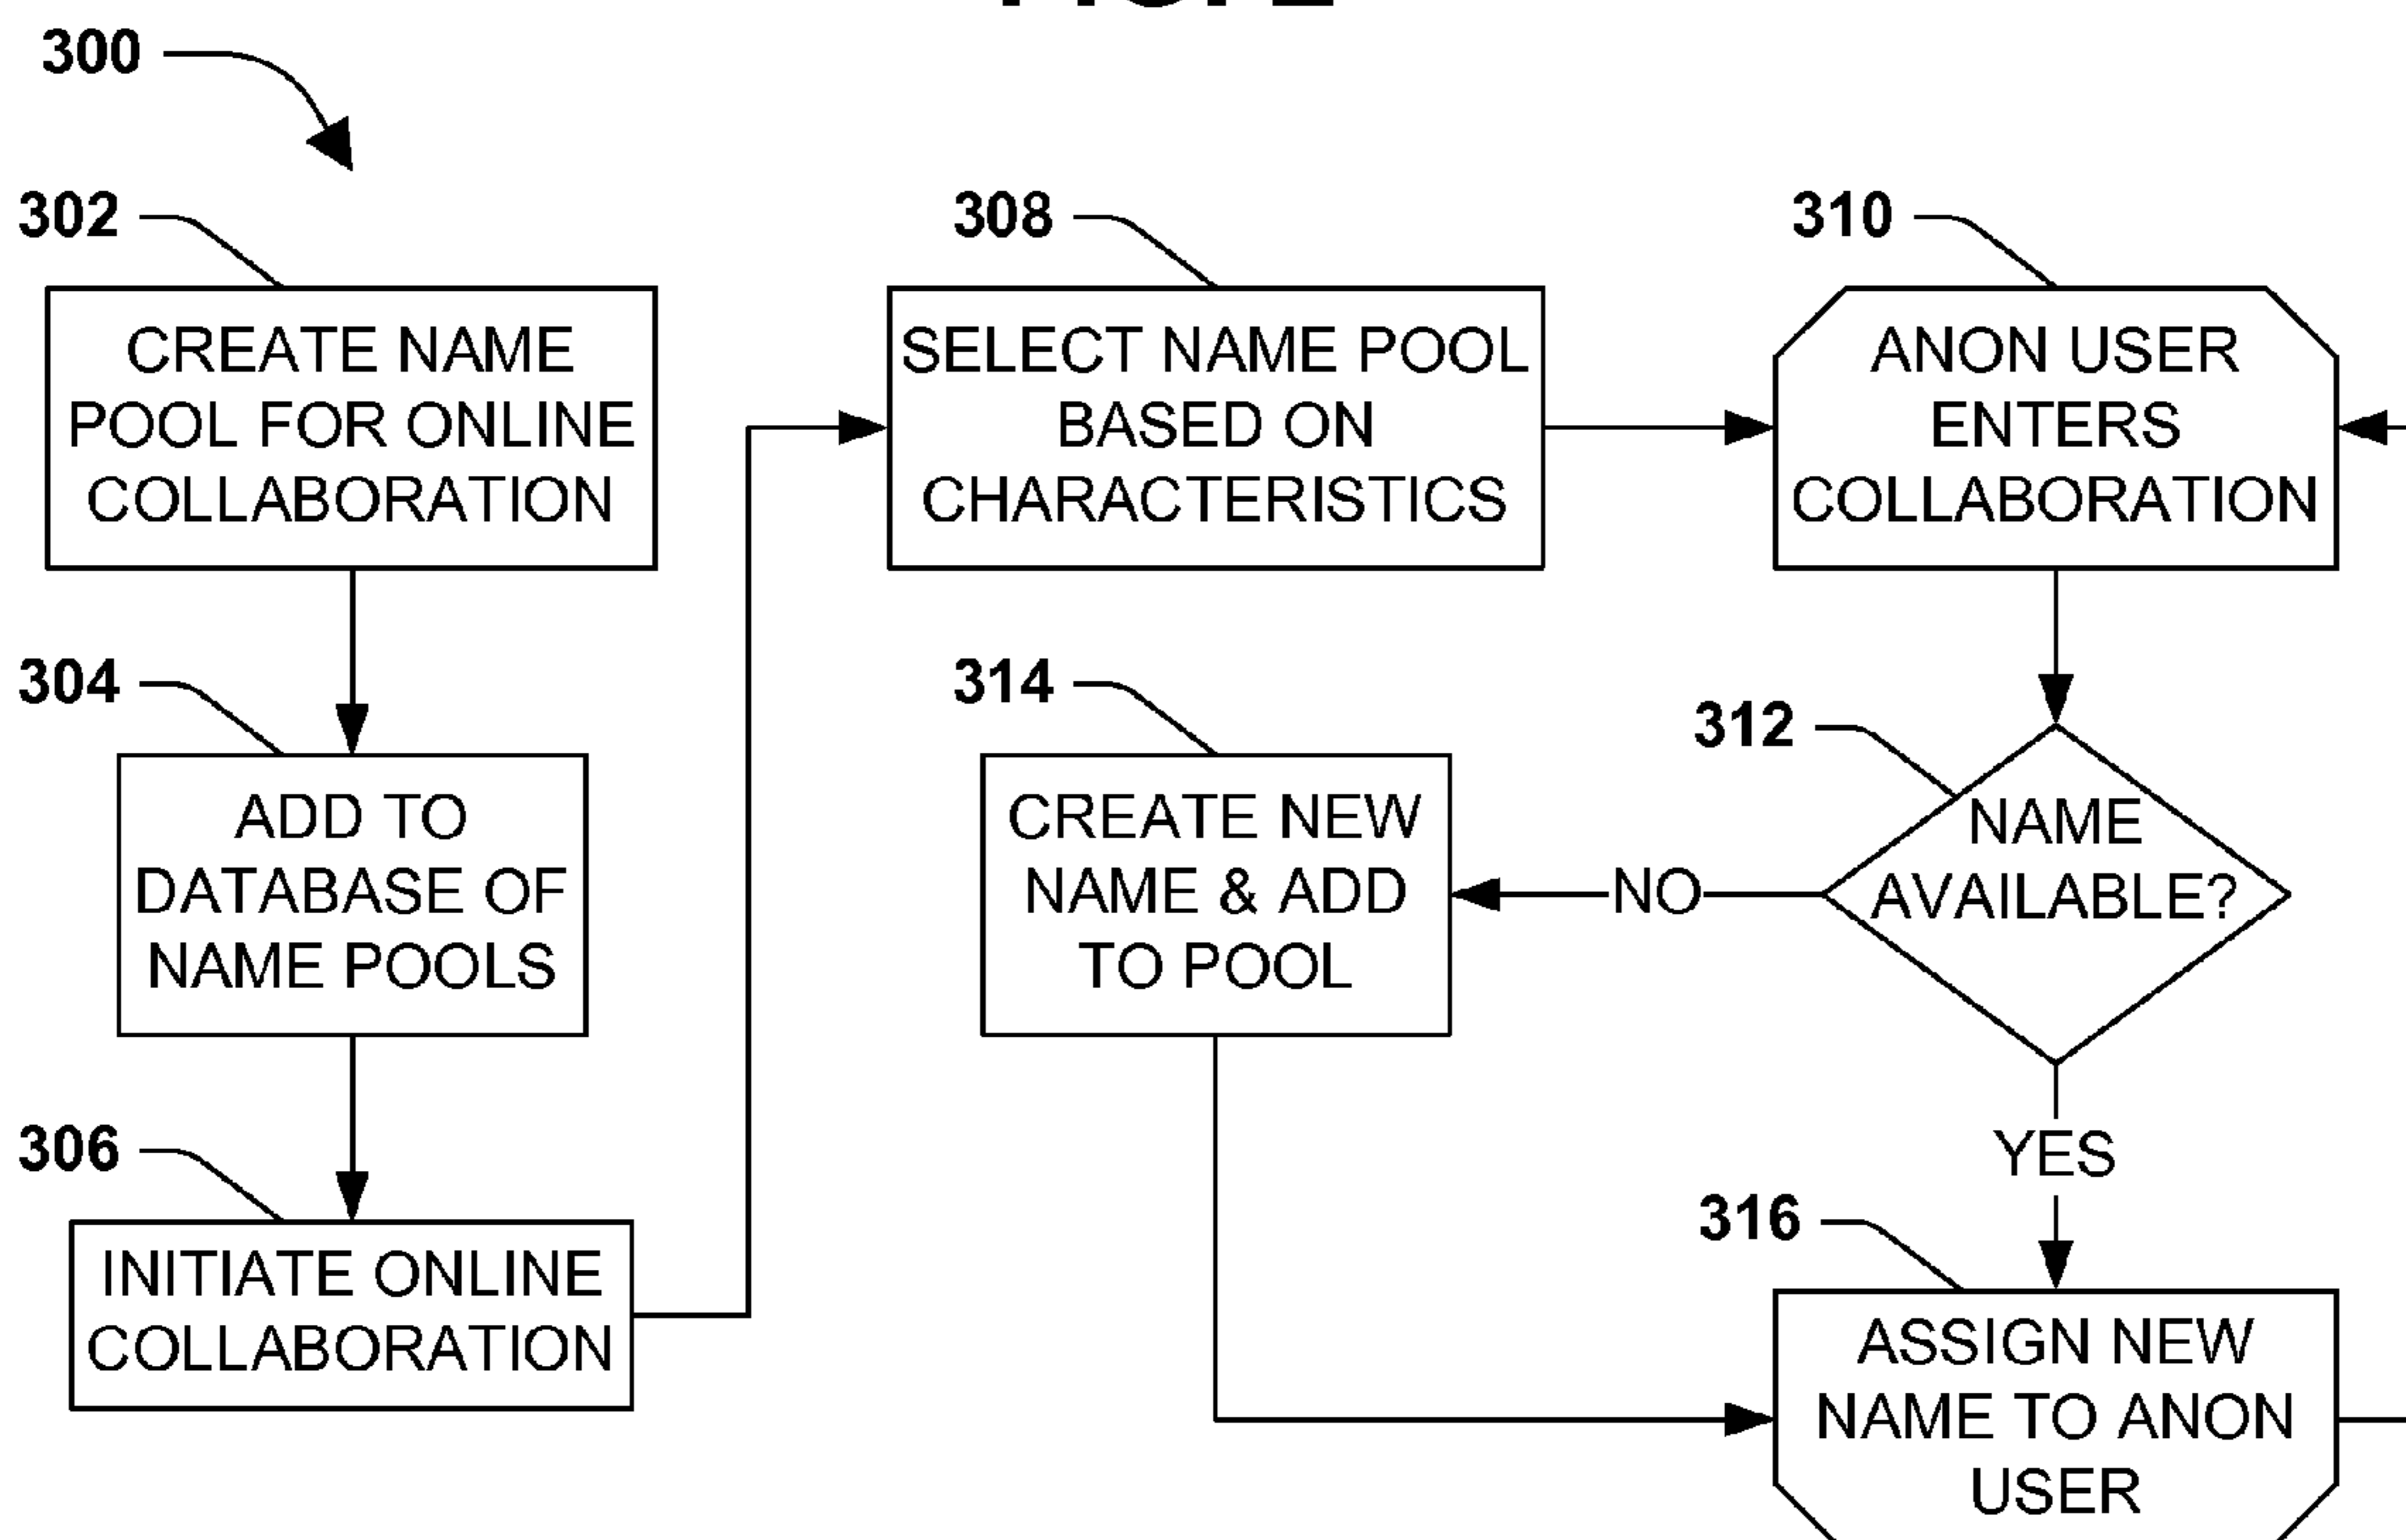 300
302
CREATE NAME
POOL FOR ONLINE
COLLABORATION
304
ADD TO
DATABASE OF
NAME POOLS
306
INITIATE ONLINE
COLLABORATION
308
SELECT NAME POOL
BASED ON
CHARACTERISTICS
310
ANON USER
ENTERS
COLLABORATION
312
NAME
AVAILABLE?
NO
314
CREATE NEW
NAME & ADD
TO POOL
YES
316
ASSIGN NEW
NAME TO ANON
USER